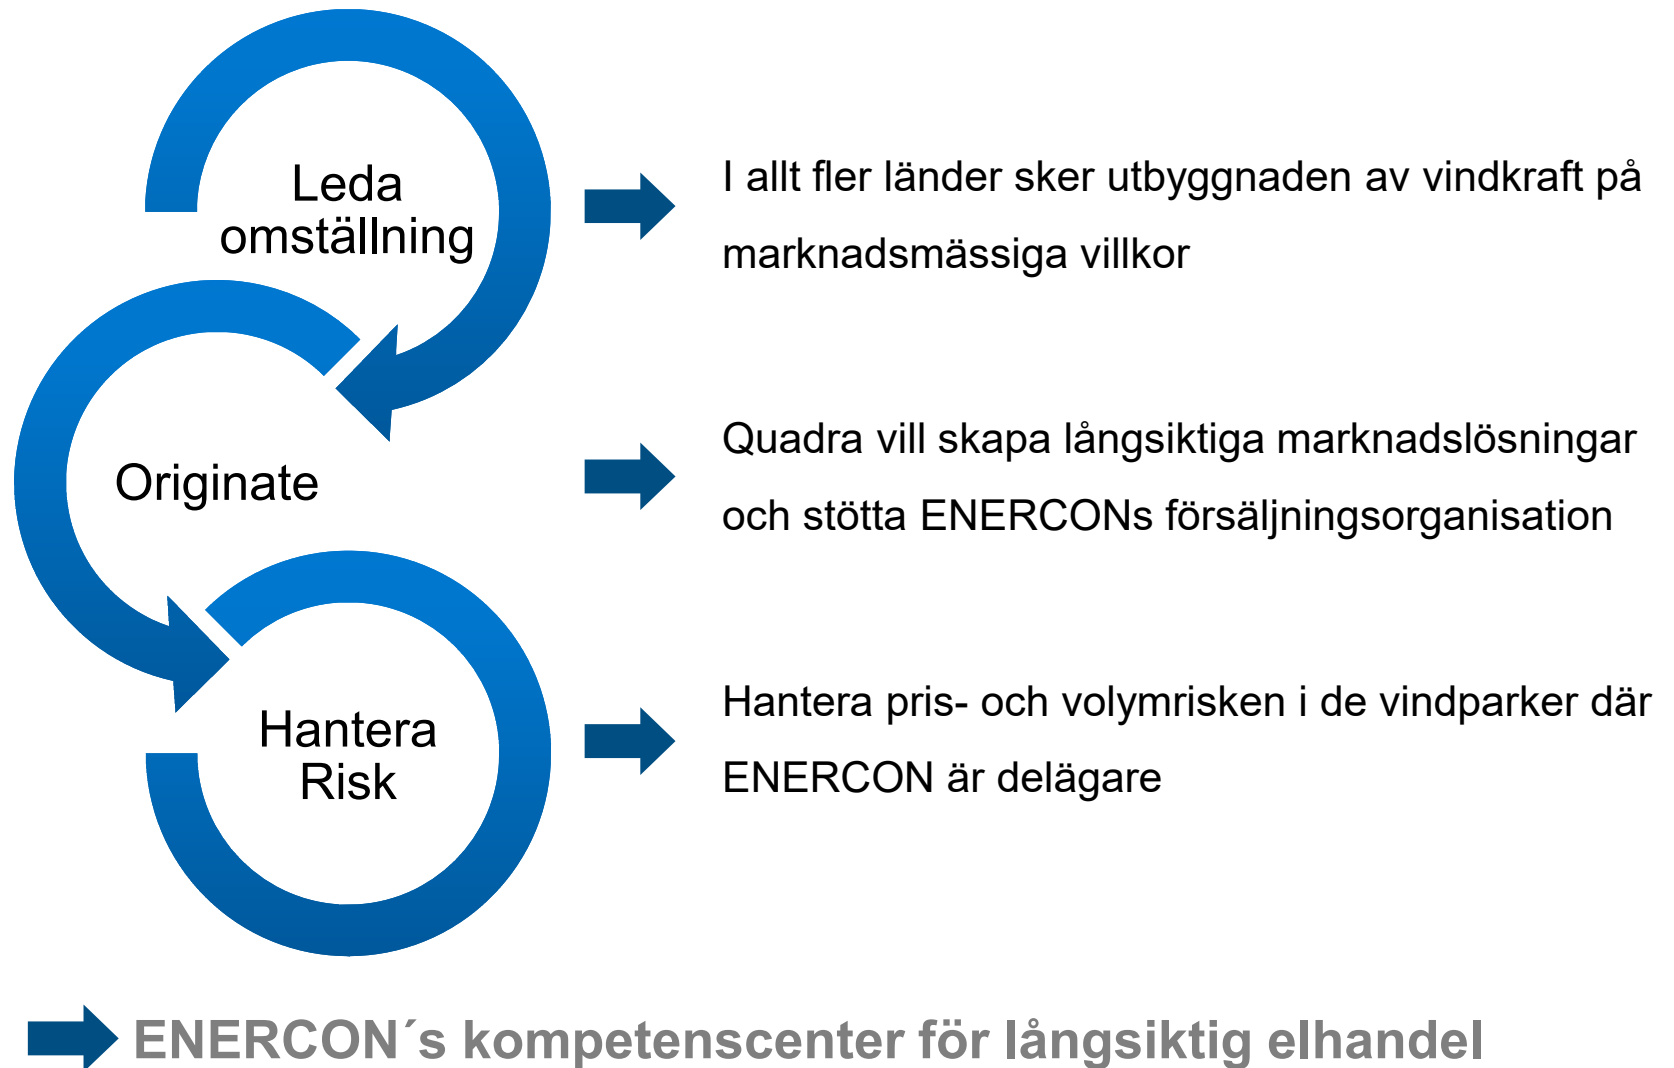 Leda
omställning
I allt fler länder sker utbyggnaden av vindkraft på
marknadsmässiga villkor
Originate
Quadra vill skapa långsiktiga marknadslösningar
och stötta ENERCONs försäljningsorganisation
Hantera
Risk
Hantera pris- och volymrisken i de vindparker där
ENERCON är delägare
ENERCON´s kompetenscenter för långsiktig elhandel